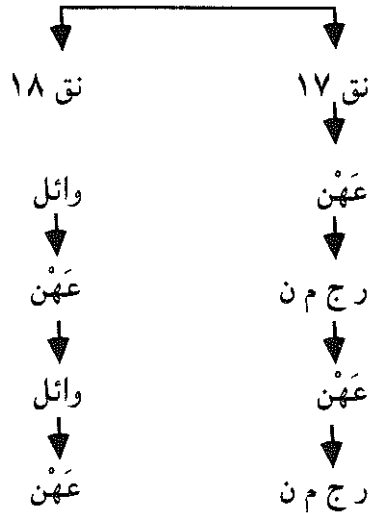 نق ١٧ نق ١٨
عَهْن وائل
ر ج م ن عَهْن
عَهْن وائل
ر ج م ن عَهْن